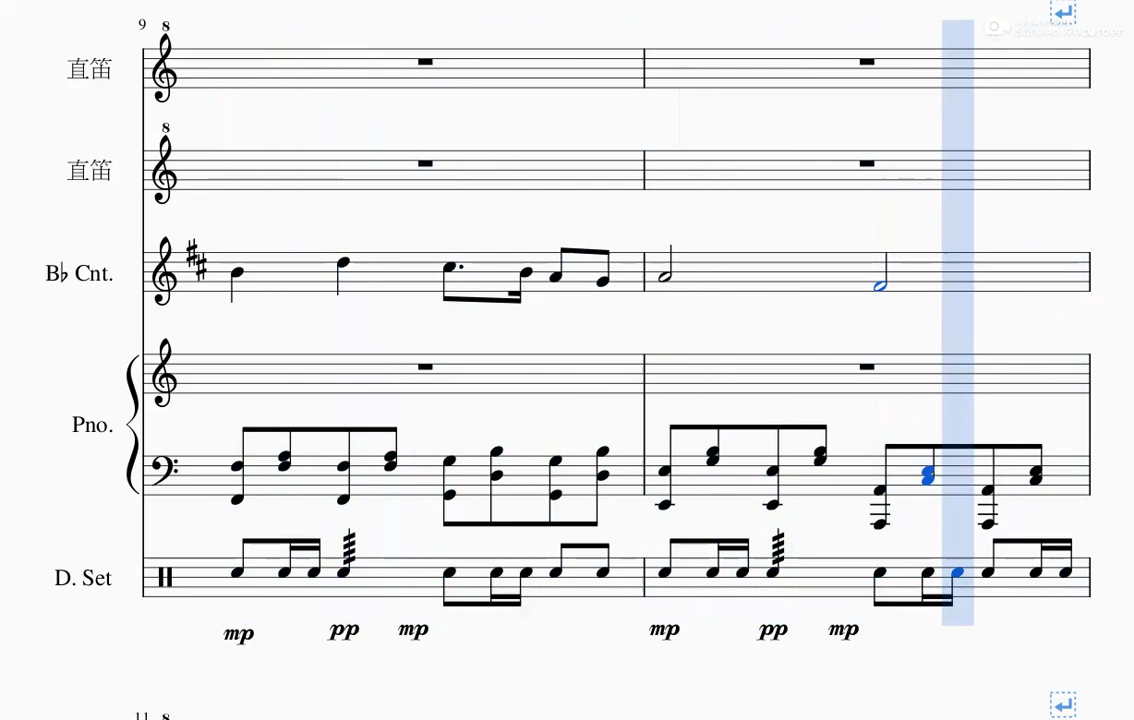 9
8
直笛
8
直笛
B♭ Cnt.
Pno.
D. Set
mp pp mp mp pp mp
11 8